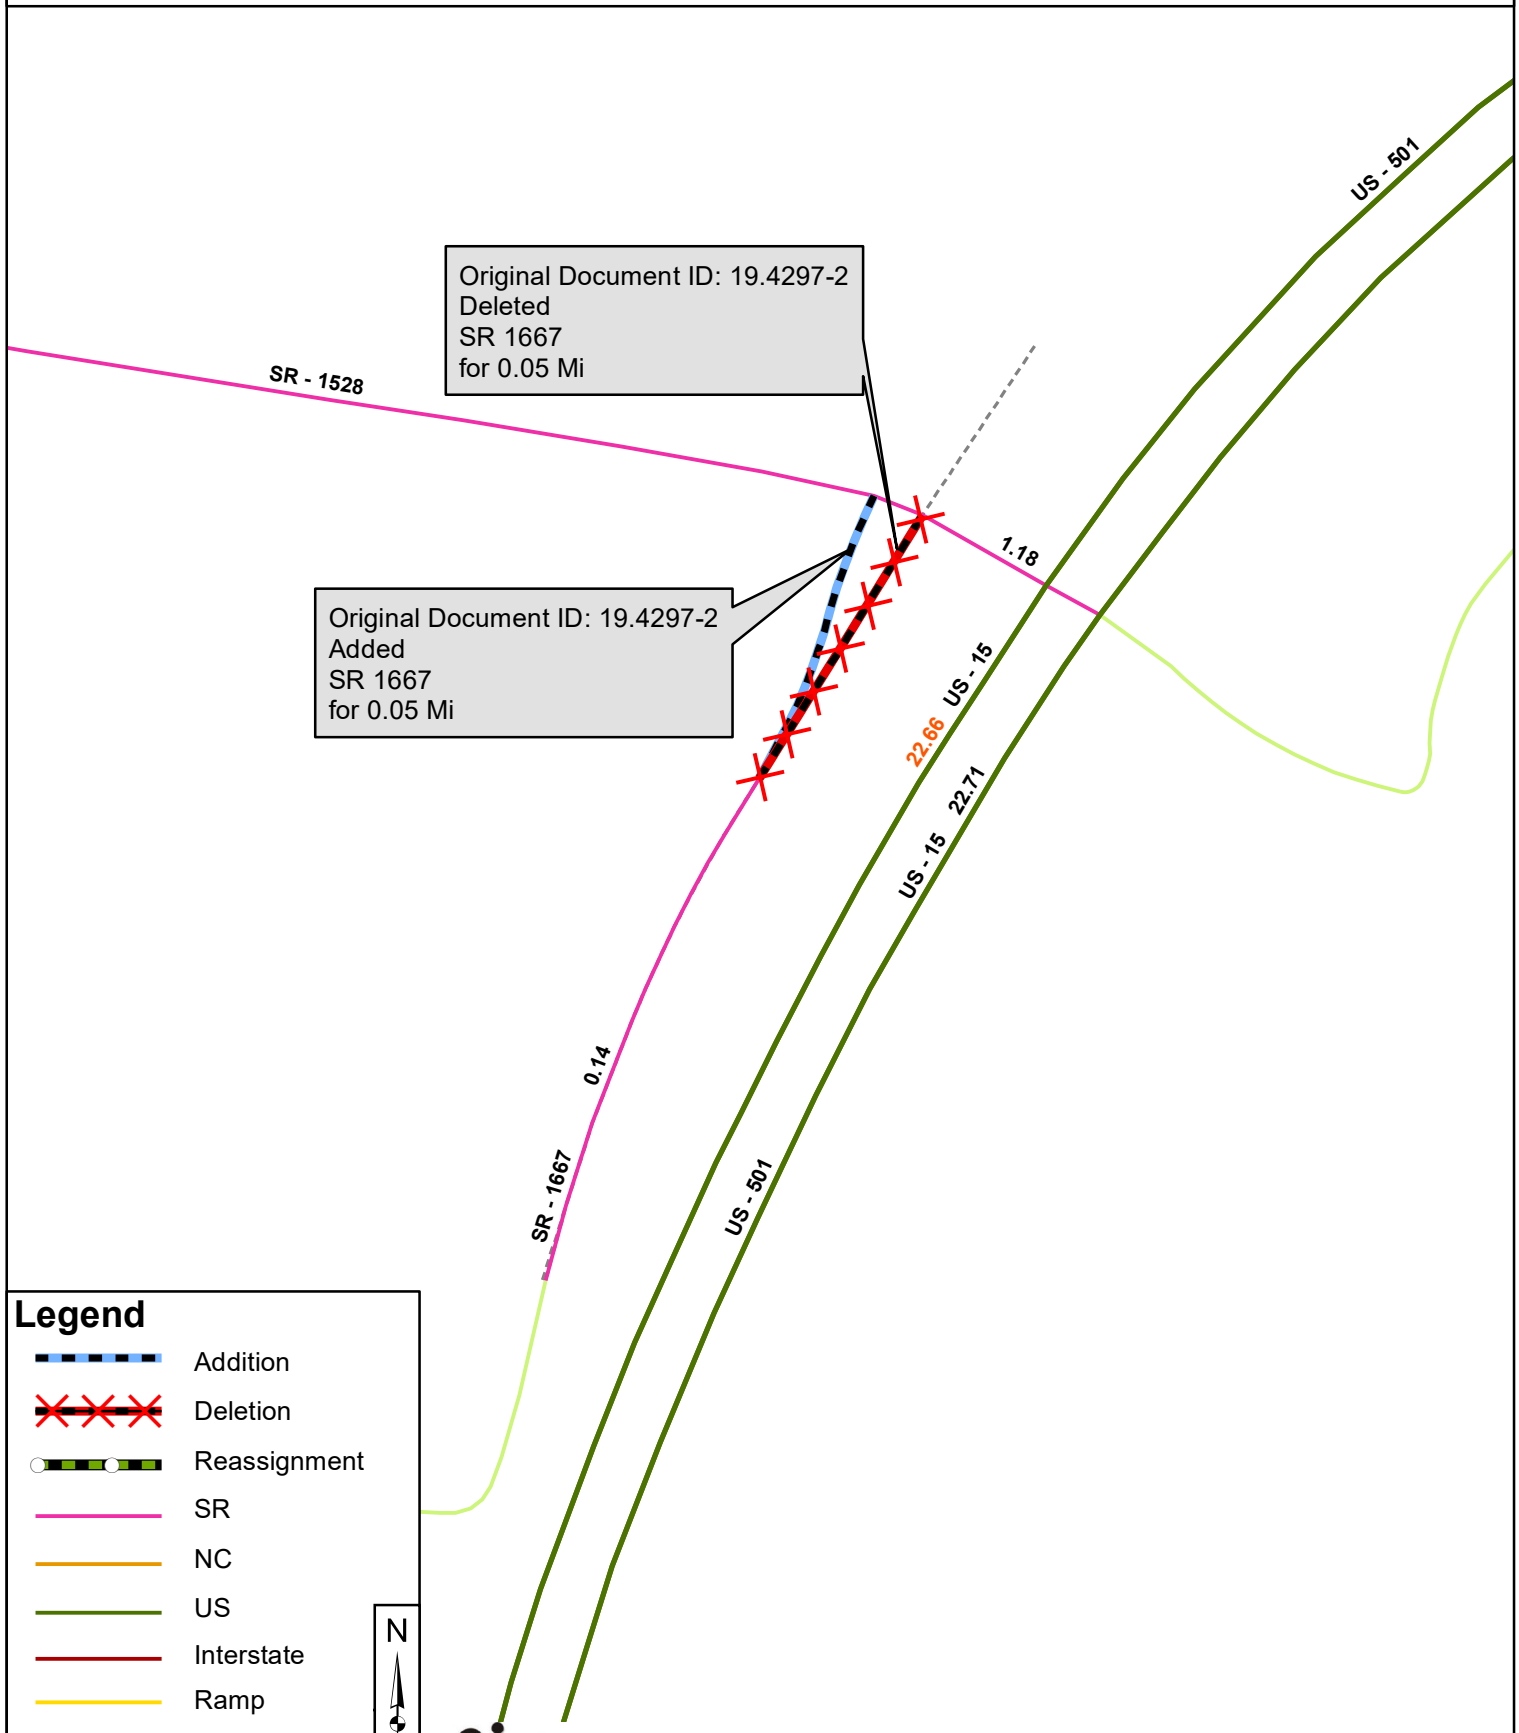 US - 501
Original Document ID: 19.4297-2
Deleted
SR 1667
for 0.05 Mi
SR - 1528
1.18
Original Document ID: 19.4297-2
Added
SR 1667
for 0.05 Mi
US - 15
22.66
22.71
US - 15
0.14
SR - 1667
US - 501
Legend
Addition
Deletion
Reassignment
SR
NC
US
Interstate
Ramp
N